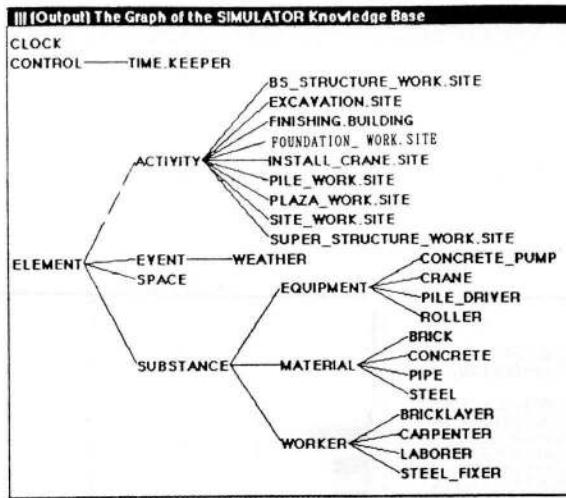 (Output) The Graph of the SIMULATOR Knowledge Base
CLOCK
CONTROL TIME.KEEPER
BS_STRUCTURE_WORK.SITE
EXCAVATION.SITE
FINISHING.BUILDING
FOUNDATION_ WORK.SITE
ACTIVITY INSTALL_CRANE.SITE
PILE_WORK.SITE
PLAZA_WORK.SITE
SITE_WORK.SITE
SUPER_STRUCTURE_WORK.SITE
ELEMENT EVENT WEATHER
SPACE
CONCRETE_PUMP
EQUIPMENT CRANE
PILE_DRIVER
ROLLER
BRICK
SUBSTANCE MATERIAL CONCRETE
PIPE
STEEL
BRICKLAYER
WORKER CARPENTER
LABORER
STEEL_FIXER